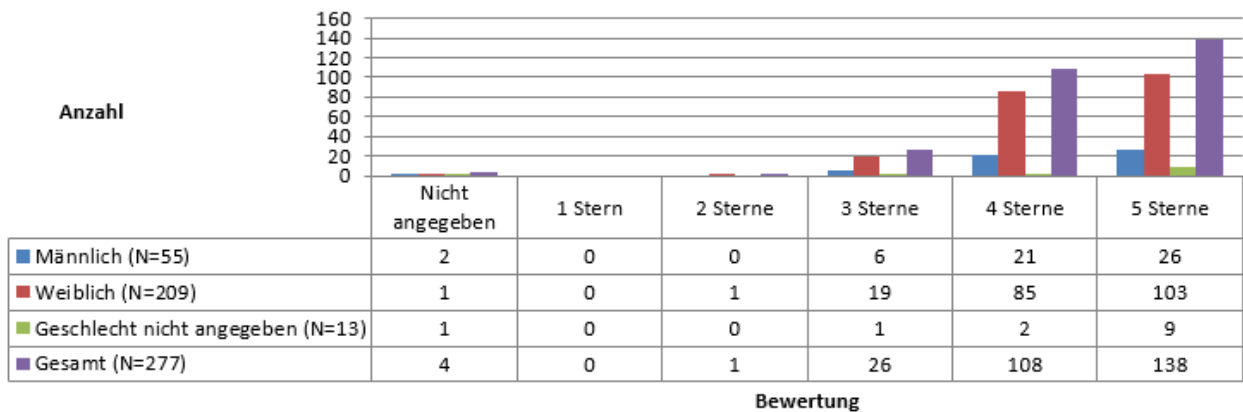 160
140
120
100
80
60
40
20
0
Anzahl
Nicht angegeben 1 Stern 2 Sterne 3 Sterne 4 Sterne 5 Sterne
Männlich (N=55) 2 0 0 6 21 26
Weiblich (N=209) 1 0 1 19 85 103
Geschlecht nicht angegeben (N=13) 1 0 0 1 2 9
Gesamt (N=277) 4 0 1 26 108 138
Bewertung